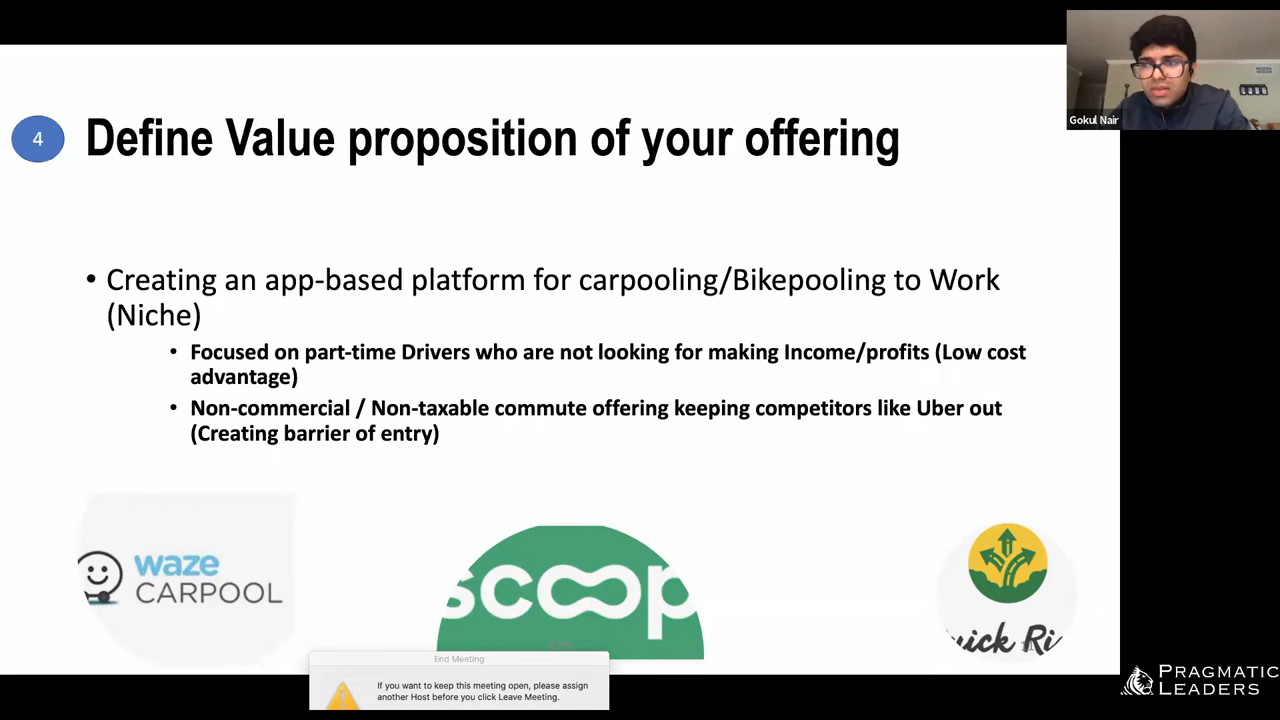 Gokul Nair
4
Define Value proposition of your offering
• Creating an app-based platform for carpooling/Bikepooling to Work
(Niche)
• Focused on part-time Drivers who are not looking for making Income/profits (Low cost
advantage)
• Non-commercial / Non-taxable commute offering keeping competitors like Uber out
(Creating barrier of entry)
waze
CARPOOL
scoop
uick Ri
11
End Meeting
If you want to keep this meeting open, please assign
another Host before you click Leave Meeting.
PRAGMATIC
LEADERS